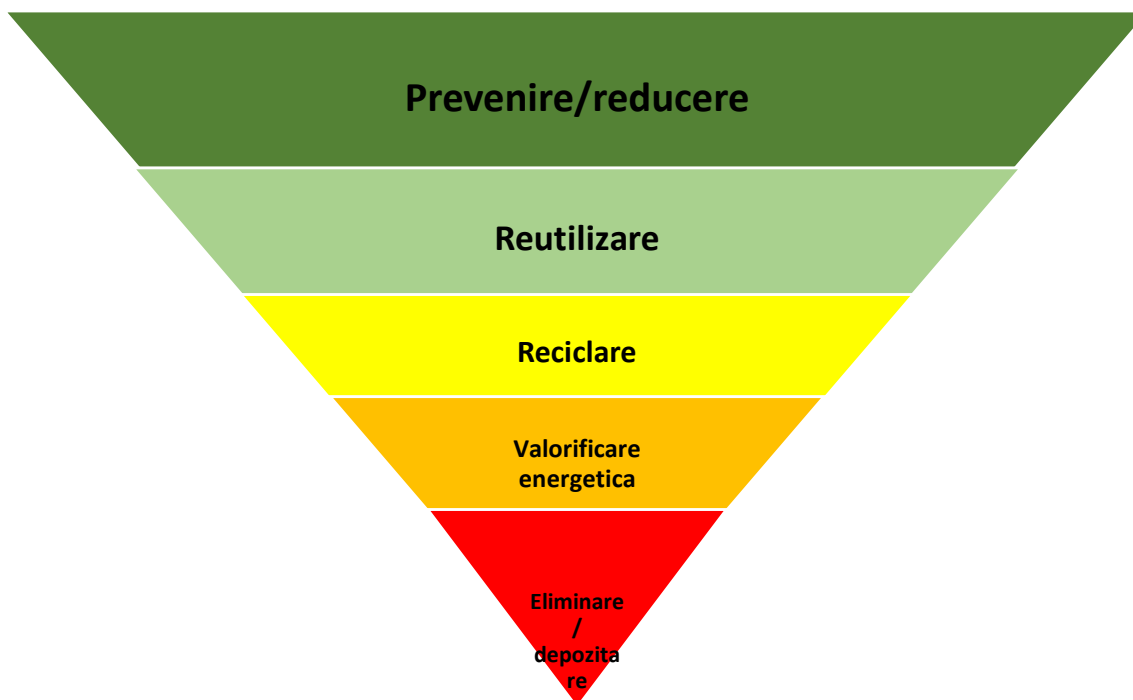 Prevenire/reducere
Reutilizare
Reciclare
Valorificare
energetica
Eliminare
/
depozita
re